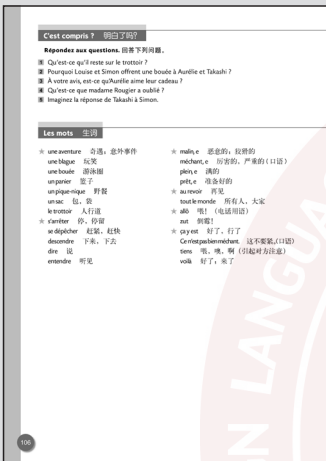 C'est compris ? 明白了吗?
Répondez aux questions. 回答下列问题。
1 Qu'est-ce qu'il reste sur le trottoir ?
2 Pourquoi Louise et Simon offrent une bouée à Aurélie et Takashi ?
3 À votre avis, est-ce qu'Aurélie aime leur cadeau ?
4 Qu'est-ce que madame Rougier a oublié ?
5 Imaginez la réponse de Takashi à Simon.
Les mots 生词
★ une aventure 奇遇；意外事件
une blague 玩笑
une bouée 游泳圈
un panier 篮子
un pique-nique 野餐
un sac 包，袋
le trottoir 人行道
★ s'arrêter 停、停留
se dépêcher 赶紧，赶快
descendre 下来，下去
dire 说
entendre 听见
★ malin, e 恶意的；狡猾的
méchant, e 厉害的、严重的（口语）
plein, e 满的
prêt, e 准备好的
★ au revoir 再见
tout le monde 所有人、大家
★ allô 喂！（电话用语）
zut 倒霉！
★ ça y est 好了、行了
Ce n'est pas bien méchant. 这不要紧。(口语)
tiens 喂、噢、啊（引起对方注意）
voilà 好了；来了
106
N LANGUAG